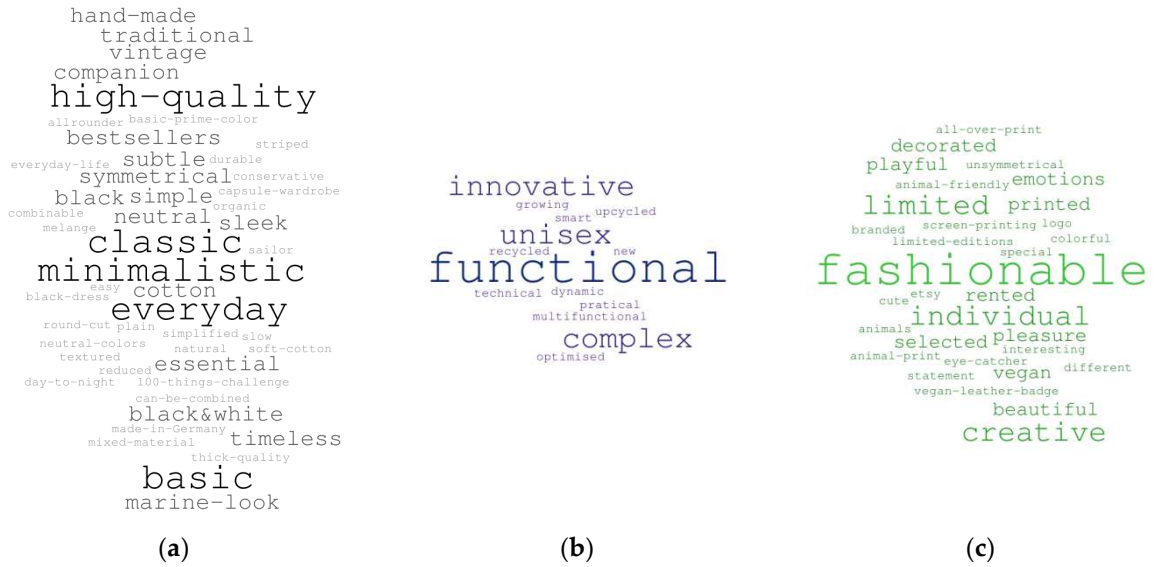 hand-made
traditional
vintage
companion
high-quality
allrounder basic-prime-color
bestsellers striped
everyday-life subtle durable
symmetrical conservative
black simple capsule-wardrobe
combinable neutral organic
melange sleek
classic sailor
minimalistic
easy cotton
black-dress everyday
round-cut plain simplified slow
neutral-colors natural soft-cotton
textured essential
reduced
day-to-night 100-things-challenge
can-be-combined
black&white
made-in-Germany
mixed-material timeless
thick-quality
basic
marine-look
(a)
innovative
growing
smart upcycled
unisex
recycled new
functional
technical dynamic
pratical
multifunctional
complex
optimised
(b)
all-over-print
decorated
playful unsymmetrical
animal-friendly emotions
limited printed
branded screen-printing logo
limited-editions colorful
special
fashionable
cute etsy rented
individual
animals selected pleasure
animal-print interesting
eye-catcher different
statement vegan
vegan-leather-badge
beautiful
creative
(c)